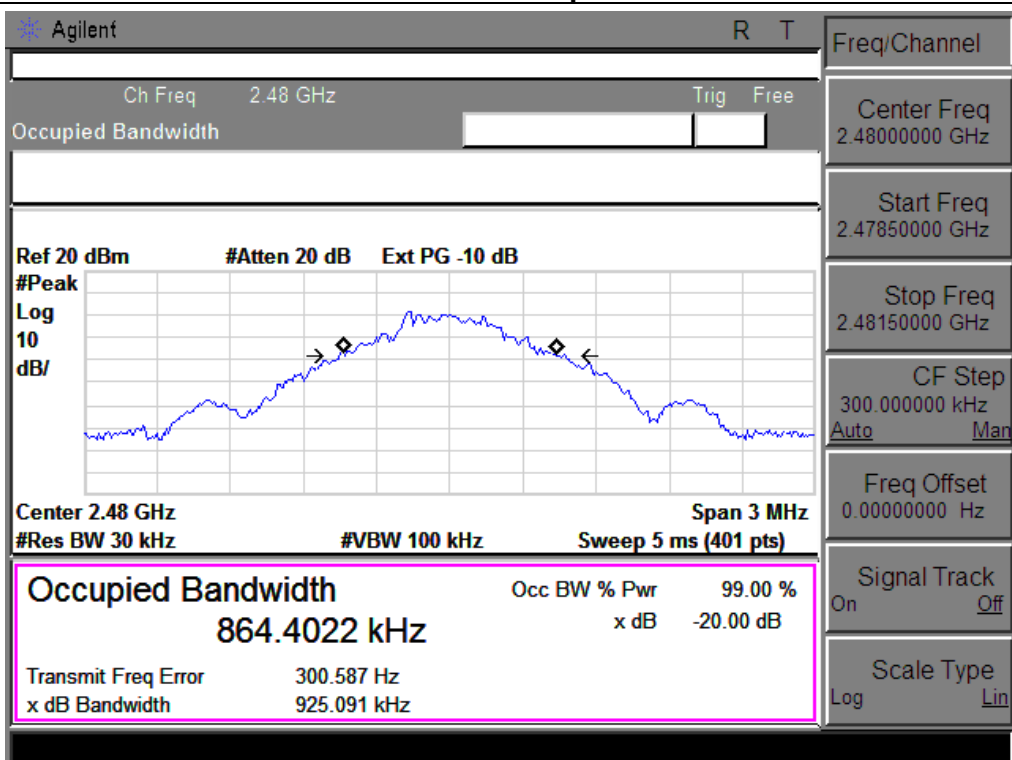 Agilent R T
Ch Freq 2.48 GHz Trig Free
Occupied Bandwidth
Ref 20 dBm #Atten 20 dB Ext PG -10 dB
#Peak
Log
10
dB/
Center 2.48 GHz Span 3 MHz
#Res BW 30 kHz #VBW 100 kHz Sweep 5 ms (401 pts)
Occupied Bandwidth Occ BW % Pwr 99.00 %
864.4022 kHz x dB -20.00 dB
Transmit Freq Error 300.587 Hz
x dB Bandwidth 925.091 kHz
Freq/Channel
Center Freq
2.48000000 GHz
Start Freq
2.47850000 GHz
Stop Freq
2.48150000 GHz
CF Step
300.000000 kHz
Auto Man
Freq Offset
0.00000000 Hz
Signal Track
On Off
Scale Type
Log Lin